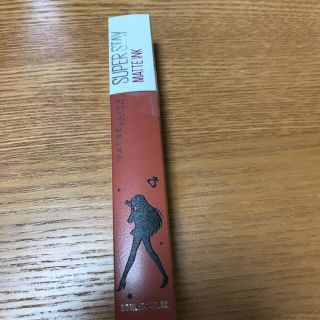 SUPER STAY
MATTE INK
MAYBELLINE